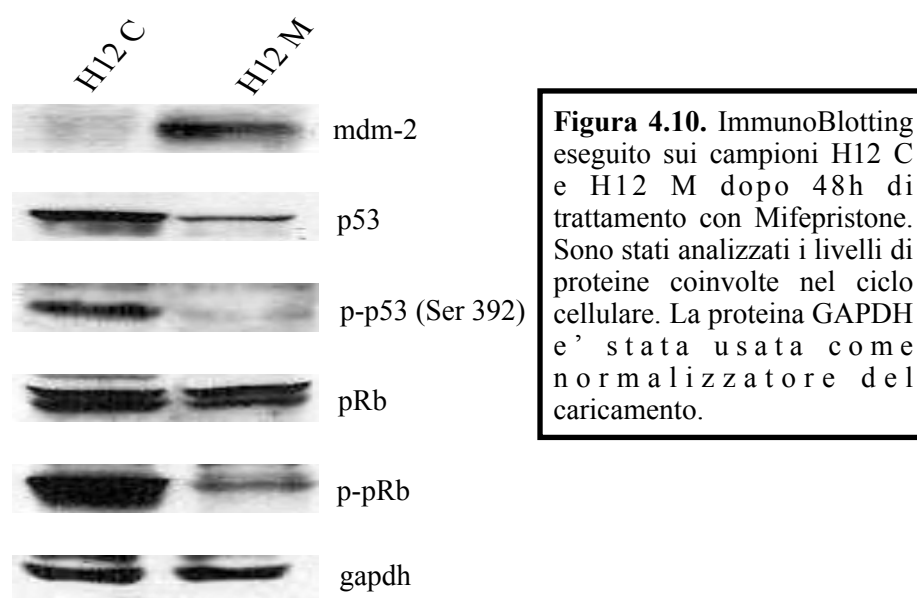 H12 C
H12 M
mdm-2
p53
p-p53 (Ser 392)
pRb
p-pRb
gapdh
Figura 4.10. ImmunoBlotting
eseguito sui campioni H12 C
e H12 M dopo 48h di
trattamento con Mifepristone.
Sono stati analizzati i livelli di
proteine coinvolte nel ciclo
cellulare. La proteina GAPDH
e' stata usata come
normalizzatore del
caricamento.